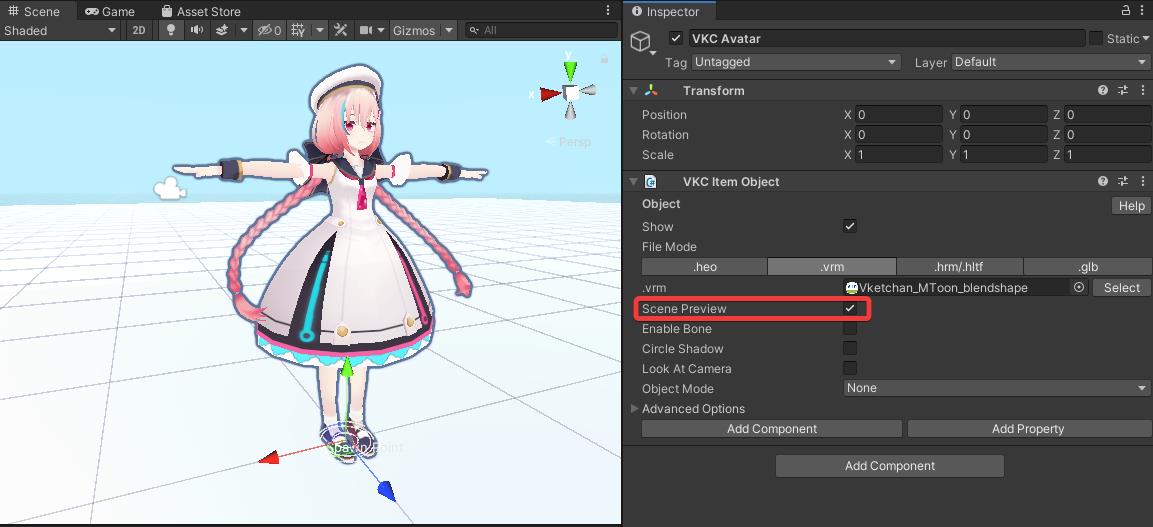 Scene Game Asset Store
Shaded 2D 0 Gizmos All
y
x
Persp
Spawn Point
Inspector
VKC Avatar Static
Tag Untagged Layer Default
Transform
Position X 0 Y 0 Z 0
Rotation X 0 Y 0 Z 0
Scale X 1 Y 1 Z 1
VKC Item Object
Object Help
Show
File Mode
.heo .vrm .hrm/.hltf .glb
.vrm Vketchan_MToon_blendshape Select
Scene Preview
Enable Bone
Circle Shadow
Look At Camera
Object Mode None
Advanced Options
Add Component Add Property
Add Component